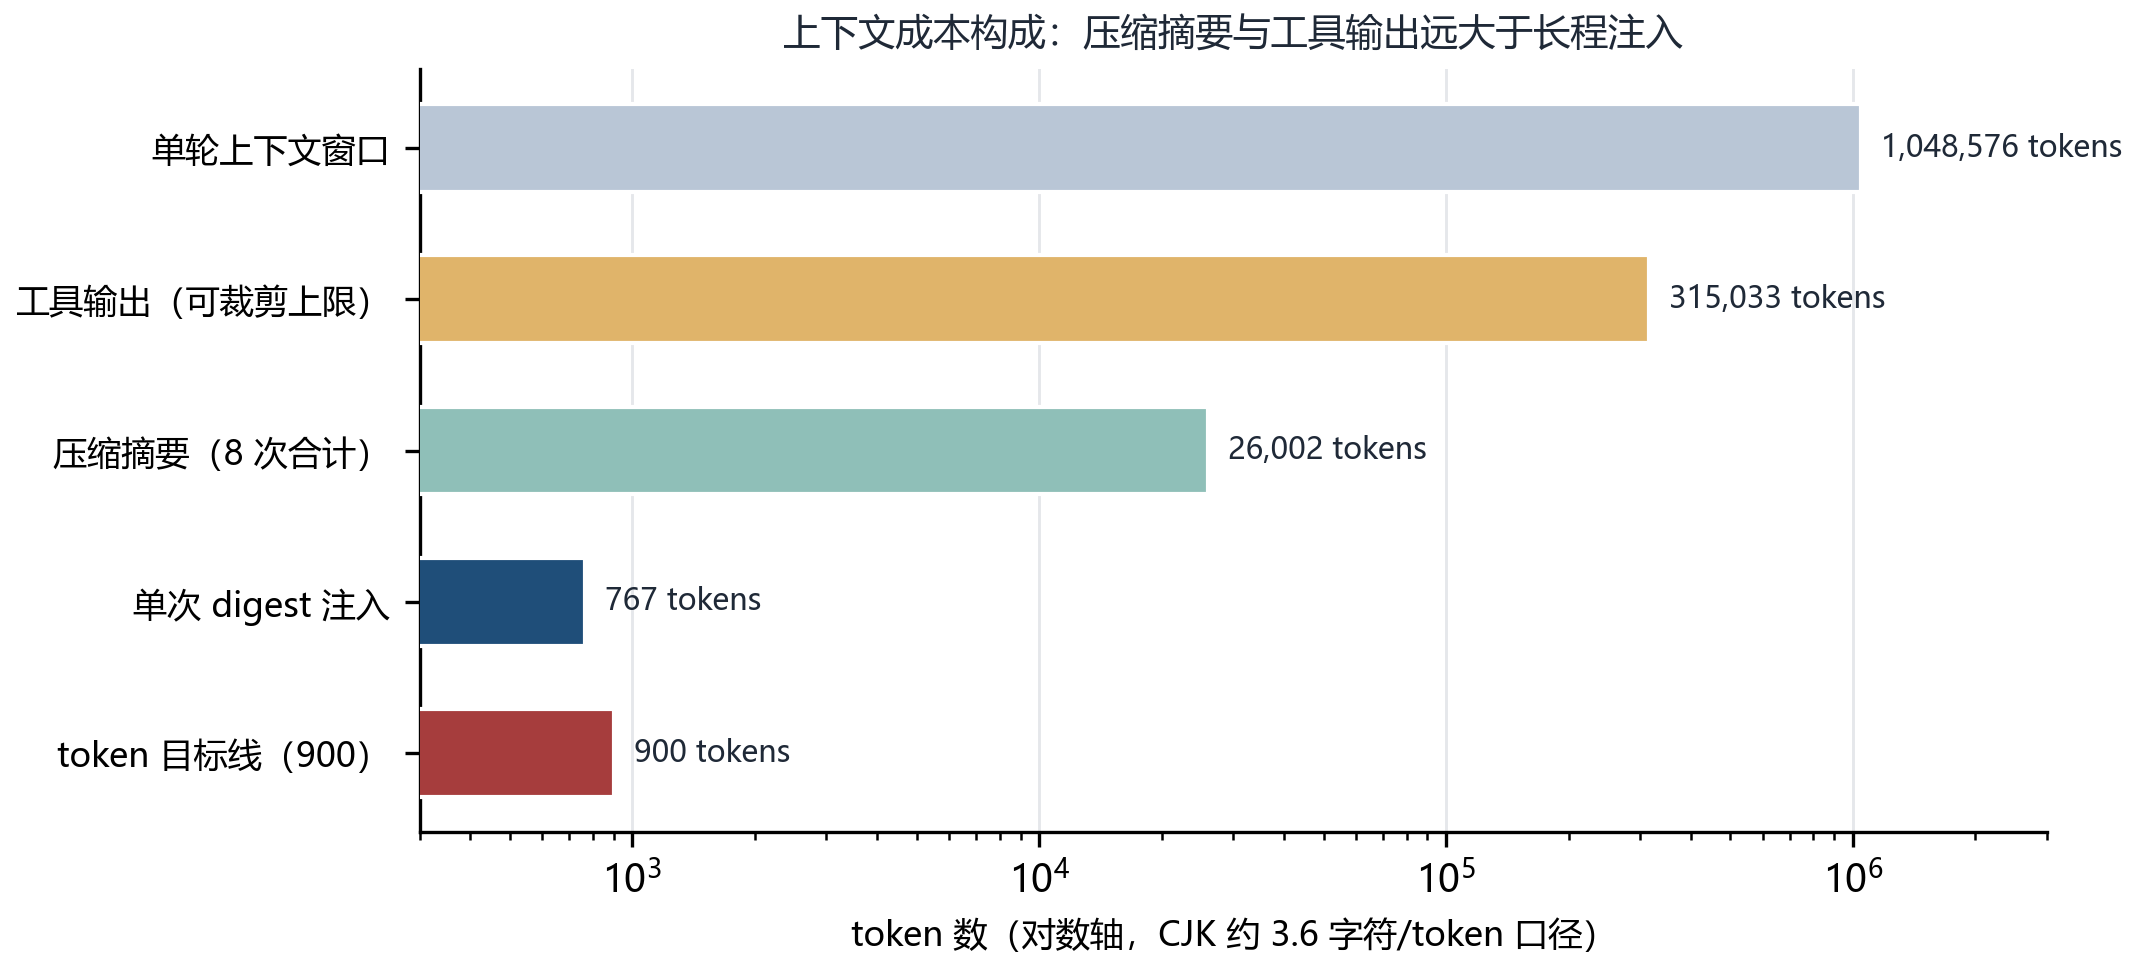 上下文成本构成：压缩摘要与工具输出远大于长程注入
单轮上下文窗口
1,048,576 tokens
工具输出（可裁剪上限）
315,033 tokens
压缩摘要（8 次合计）
26,002 tokens
单次 digest 注入
767 tokens
token 目标线（900）
900 tokens
10³
10⁴
10⁵
10⁶
token 数（对数轴，CJK 约 3.6 字符/token 口径）